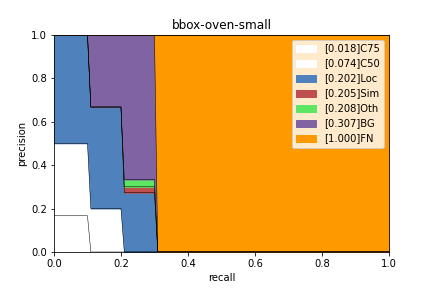 bbox-oven-small
precision
1.0
0.8
0.6
0.4
0.2
0.0
[0.018]C75
[0.074]C50
[0.202]Loc
[0.205]Sim
[0.208]Oth
[0.307]BG
[1.000]FN
0.0 0.2 0.4 0.6 0.8 1.0
recall